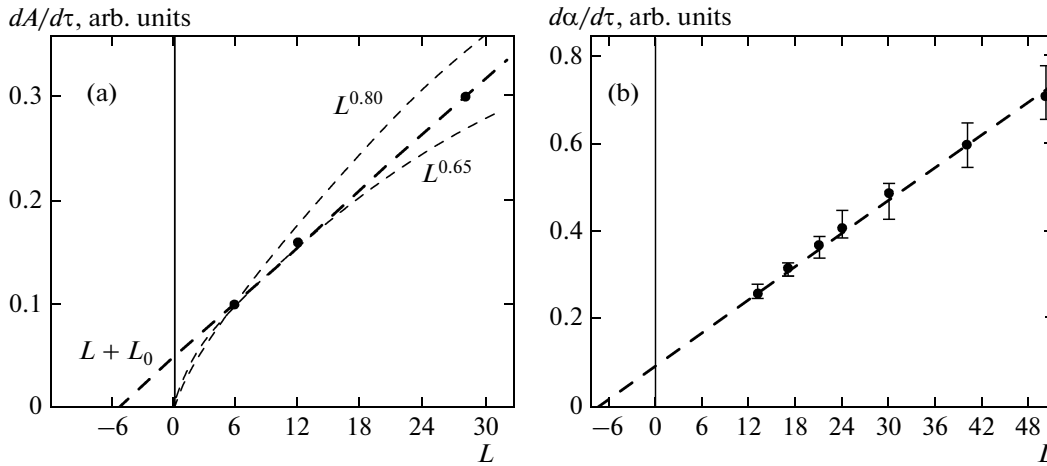 dA/dτ, arb. units
(a)
0.3
0.2
0.1
0
L^0.80
L^0.65
L + L_0
−6 0 6 12 18 24 30
L
dα/dτ, arb. units
(b)
0.8
0.6
0.4
0.2
0
−6 0 6 12 18 24 30 36 42 48
L